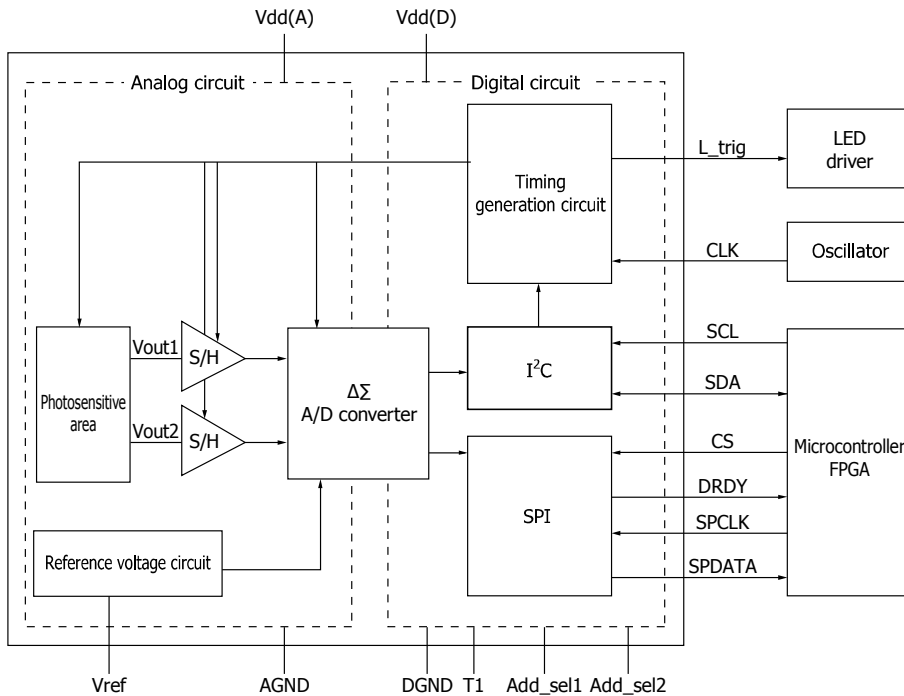 Vdd(A)
Vdd(D)
Analog circuit
Digital circuit
Timing
generation circuit
L_trig
LED
driver
CLK
Oscillator
Photosensitive
area
Vout1
Vout2
S/H
S/H
ΔΣ
A/D converter
I²C
SPI
SCL
SDA
CS
DRDY
SPCLK
SPDATA
Microcontroller
FPGA
Reference voltage circuit
Vref
AGND
DGND
T1
Add_sel1
Add_sel2